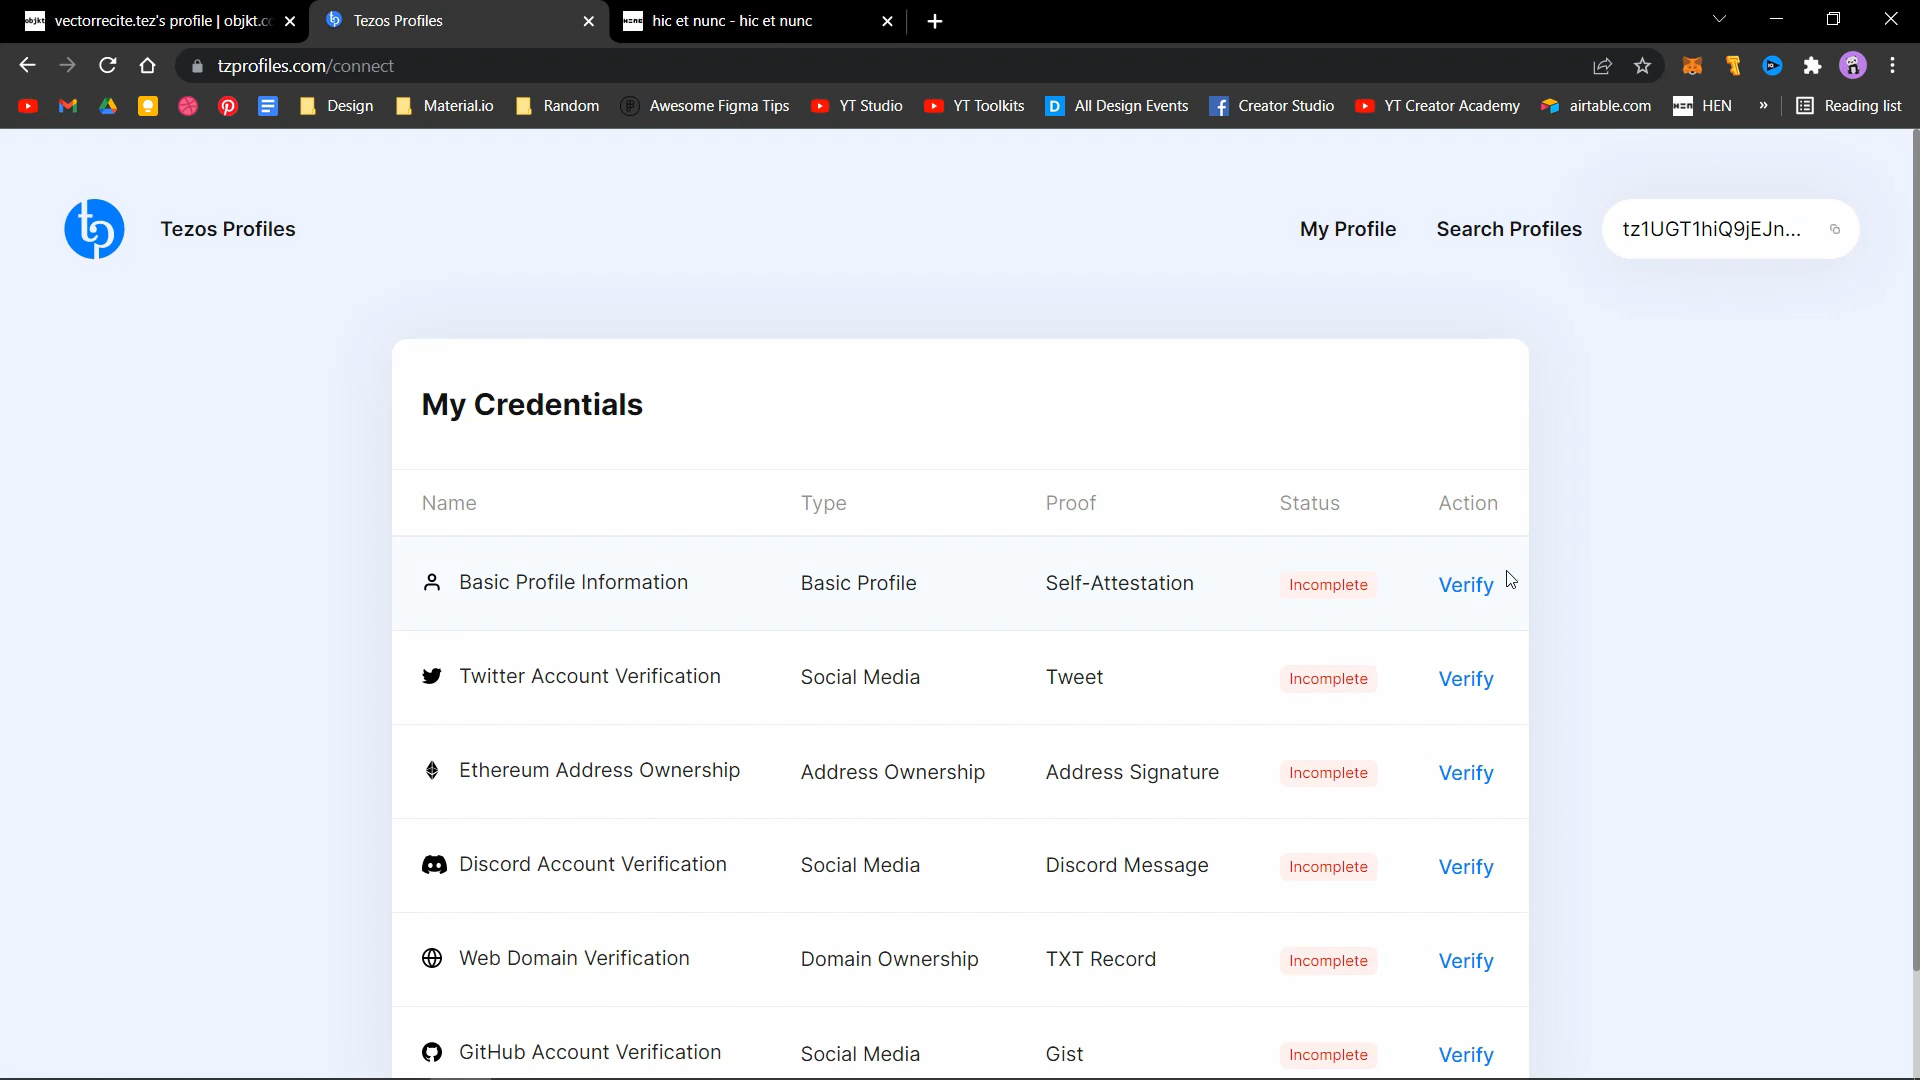 vectorrecite.tez's profile | objkt.c
Tezos Profiles
hic et nunc - hic et nunc
tzprofiles.com/connect
Design
Material.io
Random
Awesome Figma Tips
YT Studio
YT Toolkits
All Design Events
Creator Studio
YT Creator Academy
airtable.com
HEN
»
Reading list
tp
Tezos Profiles
My Profile
Search Profiles
tz1UGT1hiQ9jEJn...
My Credentials
Name Type Proof Status Action
Basic Profile Information Basic Profile Self-Attestation Incomplete Verify
Twitter Account Verification Social Media Tweet Incomplete Verify
Ethereum Address Ownership Address Ownership Address Signature Incomplete Verify
Discord Account Verification Social Media Discord Message Incomplete Verify
Web Domain Verification Domain Ownership TXT Record Incomplete Verify
GitHub Account Verification Social Media Gist Incomplete Verify